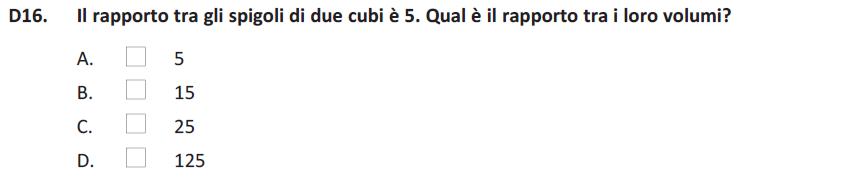 D16. Il rapporto tra gli spigoli di due cubi è 5. Qual è il rapporto tra i loro volumi?
A. 5
B. 15
C. 25
D. 125